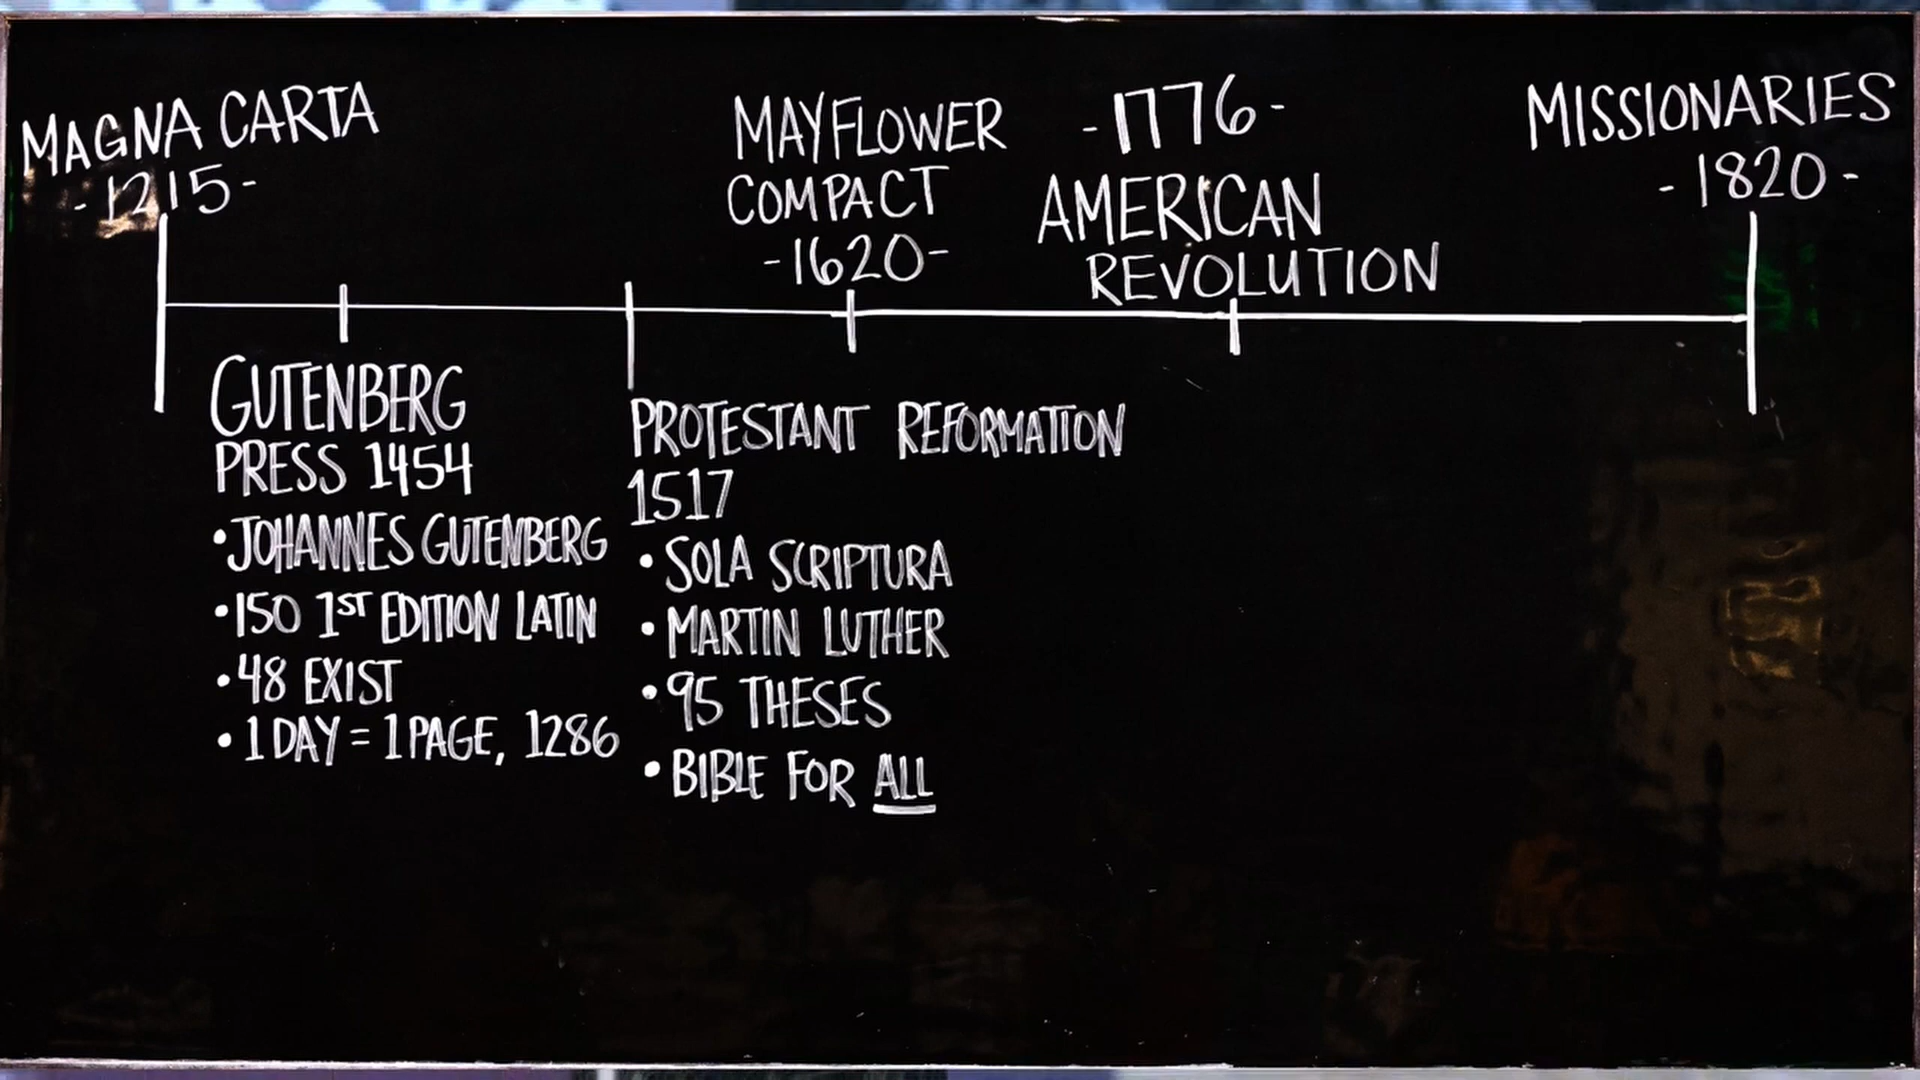 MAGNA CARTA
-1215-
MAYFLOWER
COMPACT
-1620-
-1776-
AMERICAN
REVOLUTION
MISSIONARIES
-1820-
GUTENBERG
PRESS 1454
•JOHANNES GUTENBERG
•150 1ST EDITION LATIN
•48 EXIST
•1 DAY = 1 PAGE, 1286
PROTESTANT REFORMATION
1517
•SOLA SCRIPTURA
•MARTIN LUTHER
•95 THESES
•BIBLE FOR ALL